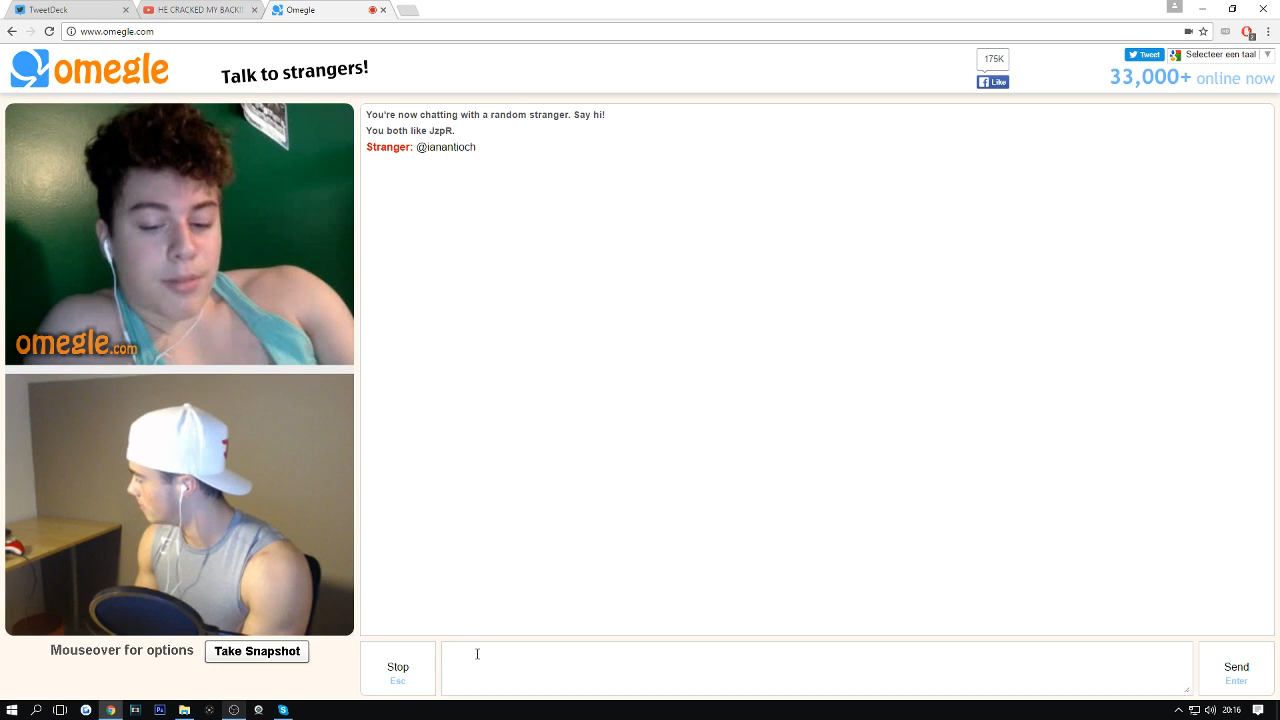 TweetDeck
HE CRACKED MY BACK!!
Omegle
www.omegle.com
omegle
Talk to strangers!
175K
Like
Tweet
Selecteer een taal
33,000+ online now
You're now chatting with a random stranger. Say hi!
You both like JzpR.
Stranger: @ianantioch
omegle.com
Mouseover for options
Take Snapshot
Stop
Esc
Send
Enter
20:16